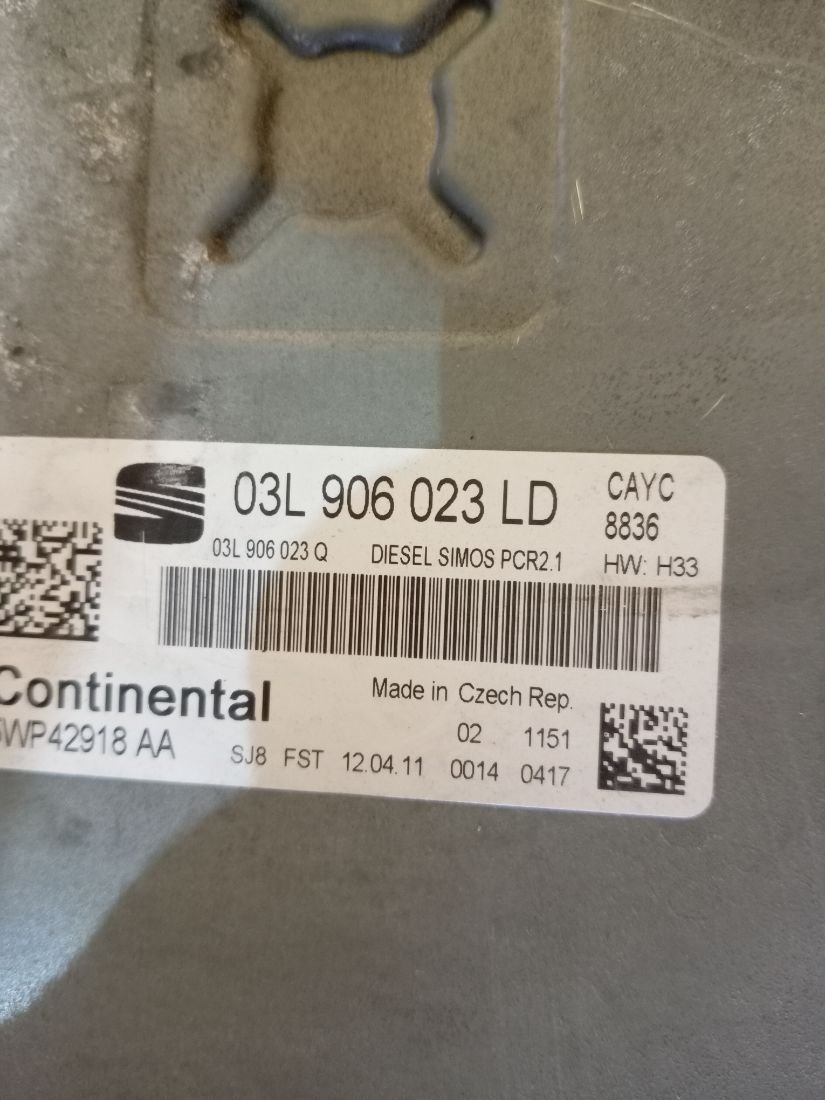 03L 906 023 LD CAYC
8836
03L 906 023 Q DIESEL SIMOS PCR2.1 HW: H33
Continental Made in Czech Rep.
5WP42918 AA 02 1151
SJ8 FST 12.04.11 0014 0417